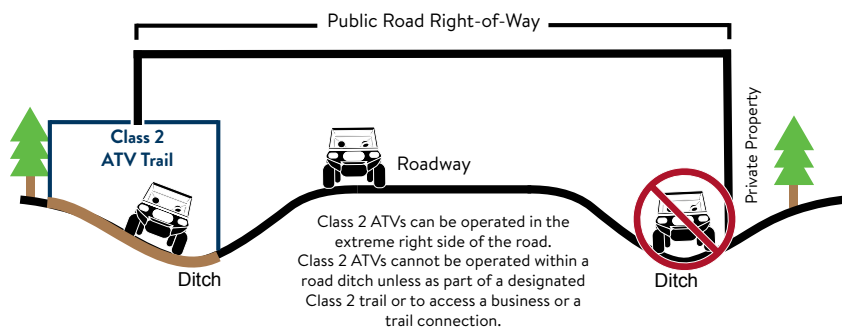 Public Road Right-of-Way
Class 2
ATV Trail
Roadway
Private Property
Class 2 ATVs can be operated in the
extreme right side of the road.
Class 2 ATVs cannot be operated within a
road ditch unless as part of a designated
Class 2 trail or to access a business or a
trail connection.
Ditch
Ditch